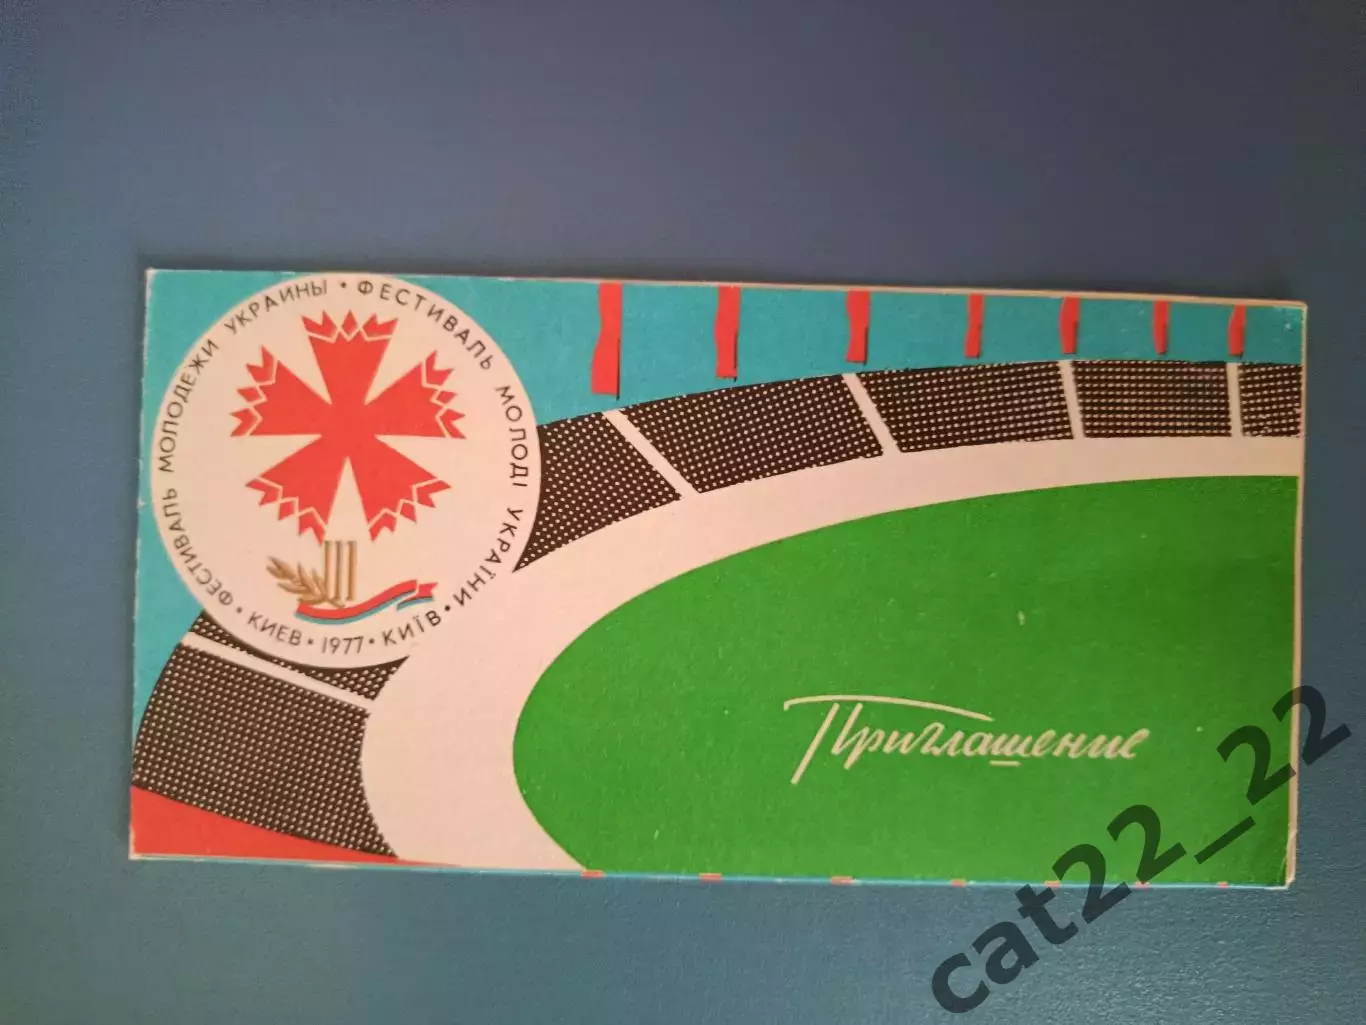 ФЕСТИВАЛЬ МОЛОДЕЖИ УКРАИНЫ • ФЕСТИВАЛЬ МОЛОДІ УКРАЇНИ •
КИЕВ • 1977 • КИЇВ •
III
Приглашение
cat22_22